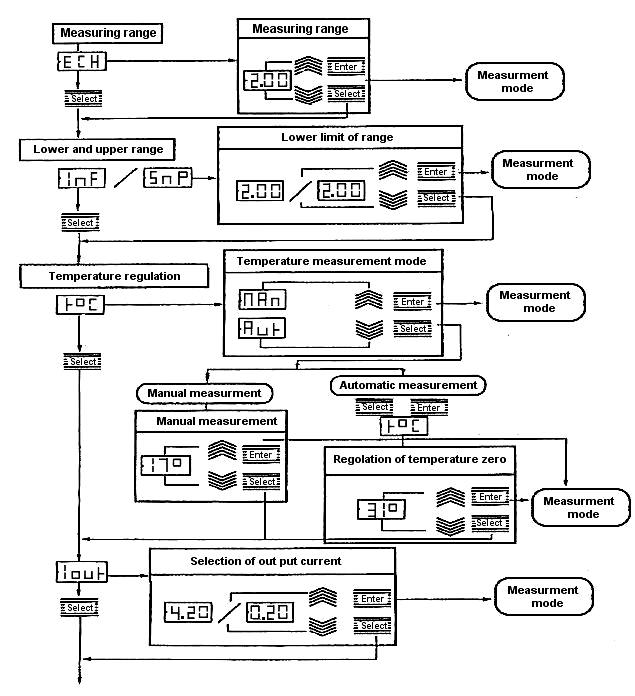 Measuring range
ECH
Select
Measuring range
2.00
Enter
Select
Measurment
mode
Lower and upper range
InF
SnP
Select
Lower limit of range
2.00
2.00
Enter
Select
Measurment
mode
Temperature regulation
toC
Select
Temperature measurement mode
MAn
Aut
Enter
Select
Measurment
mode
Manual measurment
Automatic measurement
Select
Enter
toC
Manual measurement
17o
Enter
Select
Regolation of temperature zero
31o
Enter
Select
Measurment
mode
Iout
Select
Selection of out put current
4.20
0.20
Enter
Select
Measurment
mode